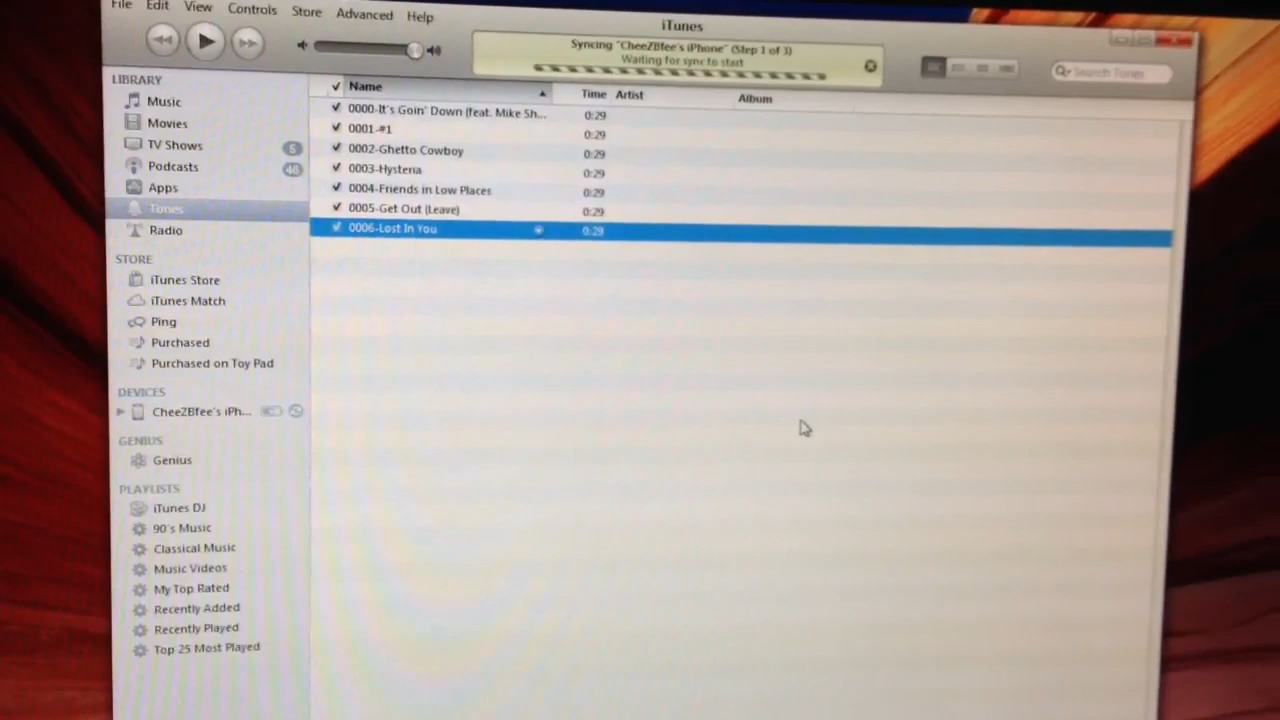 File Edit View Controls Store Advanced Help
iTunes
Syncing "CheeZBfee's iPhone" (Step 1 of 3)
Waiting for sync to start
Search Tones
LIBRARY
Music
Movies
TV Shows 5
Podcasts 46
Apps
Tones
Radio
STORE
iTunes Store
iTunes Match
Ping
Purchased
Purchased on Toy Pad
DEVICES
CheeZBfee's iPh...
GENIUS
Genius
PLAYLISTS
iTunes DJ
90's Music
Classical Music
Music Videos
My Top Rated
Recently Added
Recently Played
Top 25 Most Played
Name Time Artist Album
0000-It's Goin' Down (feat. Mike Sh... 0:29
0001-#1 0:29
0002-Ghetto Cowboy 0:29
0003-Hysteria 0:29
0004-Friends in Low Places 0:29
0005-Get Out (Leave) 0:29
0006-Lost In You 0:29